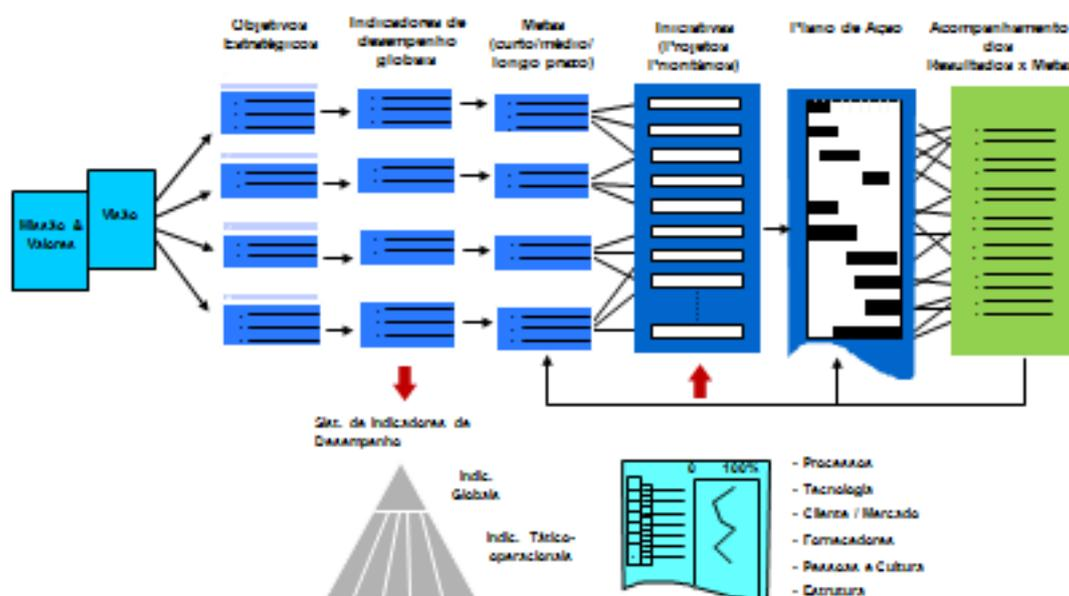 Objetivos
Estratégicos
Indicadores de
desempenho
globais
Metas
(curto/médio/
longo prazo)
Iniciativas
(Projetos
Prioritários)
Plano de Ação
Acompanhamento
dos
Resultados x Metas
Missão &
Valores
Visão
Sist. de Indicadores de
Desempenho
Indic.
Globais
Indic. Tático-
operacionais
0 100%
- Processos
- Tecnologia
- Cliente / Mercado
- Fornecedores
- Pessoas e Cultura
- Estrutura